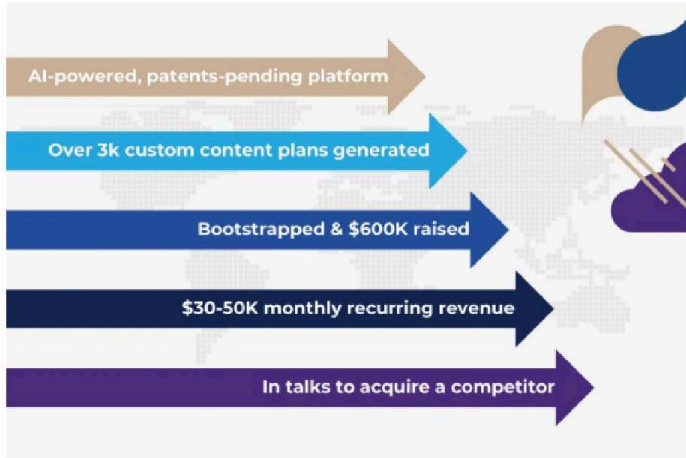 AI-powered, patents-pending platform
Over 3k custom content plans generated
Bootstrapped & $600K raised
$30-50K monthly recurring revenue
In talks to acquire a competitor